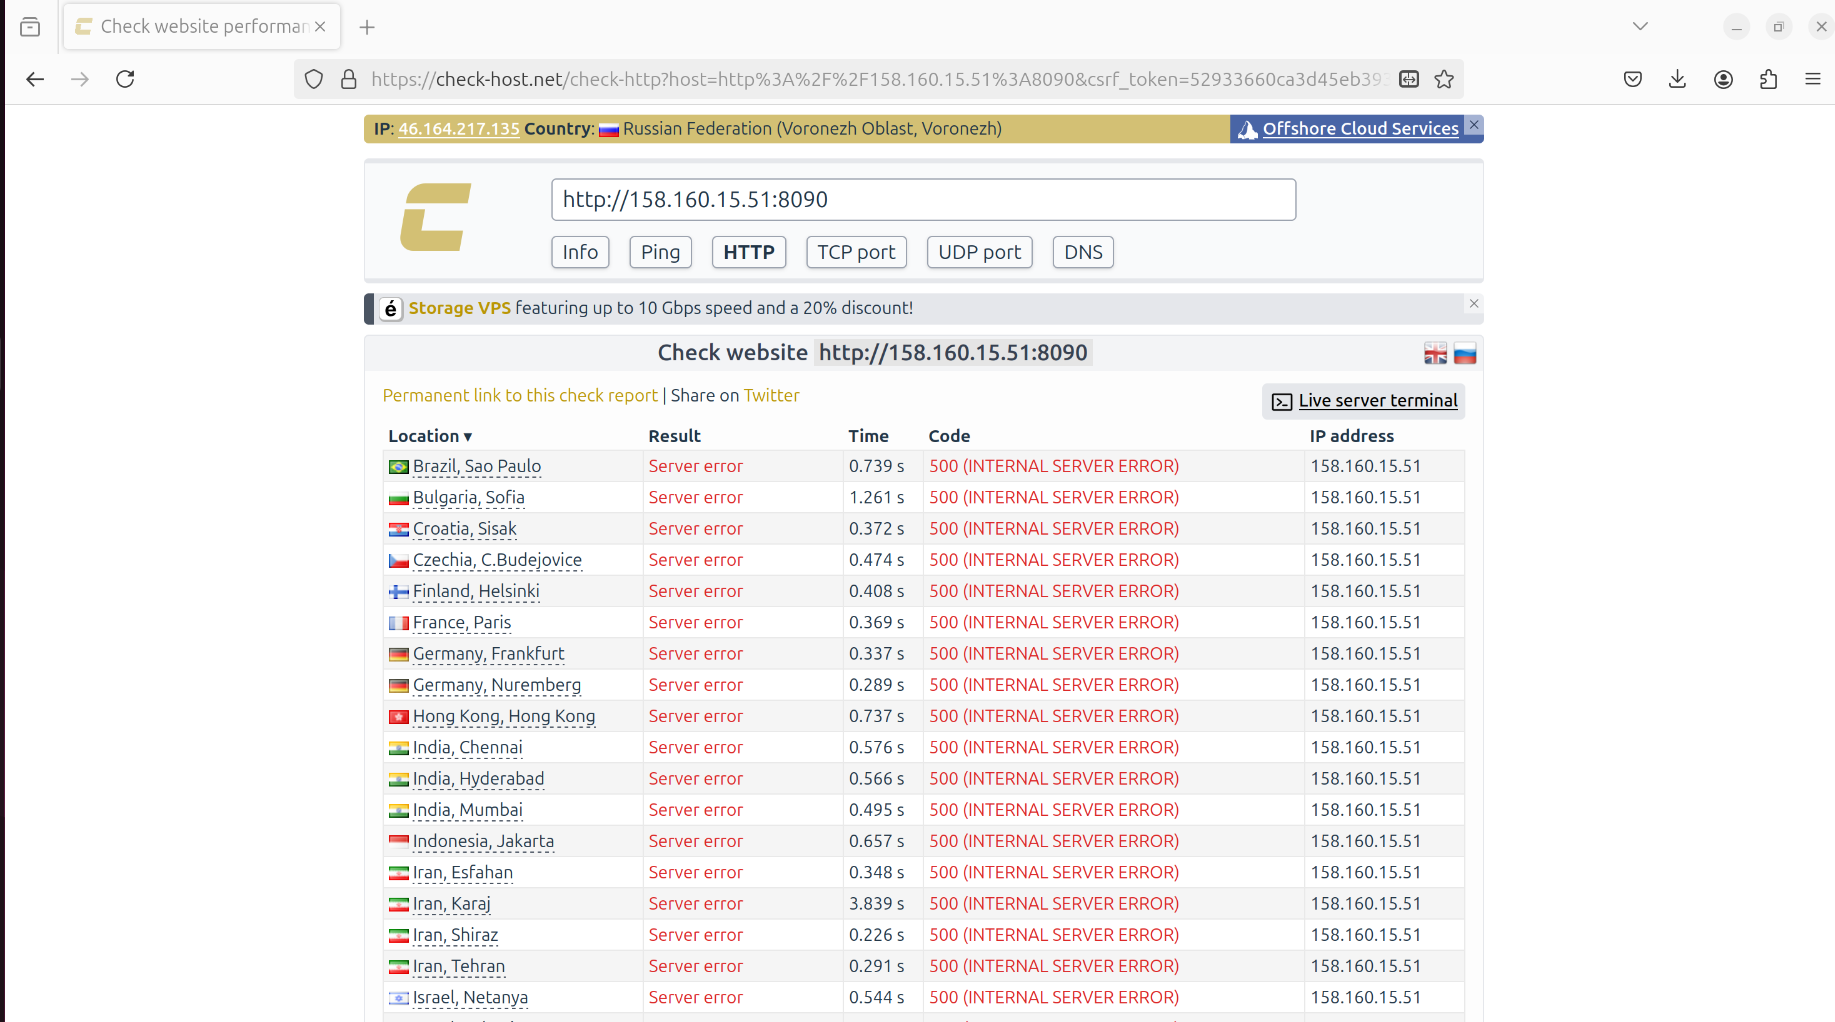 Check website performan
https://check-host.net/check-http?host=http%3A%2F%2F158.160.15.51%3A8090&csrf_token=52933660ca3d45eb393
IP: 46.164.217.135 Country: Russian Federation (Voronezh Oblast, Voronezh)
Offshore Cloud Services
http://158.160.15.51:8090
Info Ping HTTP TCP port UDP port DNS
é Storage VPS featuring up to 10 Gbps speed and a 20% discount!
Check website http://158.160.15.51:8090
Permanent link to this check report | Share on Twitter
Live server terminal
Location ▾ Result Time Code IP address
Brazil, Sao Paulo Server error 0.739 s 500 (INTERNAL SERVER ERROR) 158.160.15.51
Bulgaria, Sofia Server error 1.261 s 500 (INTERNAL SERVER ERROR) 158.160.15.51
Croatia, Sisak Server error 0.372 s 500 (INTERNAL SERVER ERROR) 158.160.15.51
Czechia, C.Budejovice Server error 0.474 s 500 (INTERNAL SERVER ERROR) 158.160.15.51
Finland, Helsinki Server error 0.408 s 500 (INTERNAL SERVER ERROR) 158.160.15.51
France, Paris Server error 0.369 s 500 (INTERNAL SERVER ERROR) 158.160.15.51
Germany, Frankfurt Server error 0.337 s 500 (INTERNAL SERVER ERROR) 158.160.15.51
Germany, Nuremberg Server error 0.289 s 500 (INTERNAL SERVER ERROR) 158.160.15.51
Hong Kong, Hong Kong Server error 0.737 s 500 (INTERNAL SERVER ERROR) 158.160.15.51
India, Chennai Server error 0.576 s 500 (INTERNAL SERVER ERROR) 158.160.15.51
India, Hyderabad Server error 0.566 s 500 (INTERNAL SERVER ERROR) 158.160.15.51
India, Mumbai Server error 0.495 s 500 (INTERNAL SERVER ERROR) 158.160.15.51
Indonesia, Jakarta Server error 0.657 s 500 (INTERNAL SERVER ERROR) 158.160.15.51
Iran, Esfahan Server error 0.348 s 500 (INTERNAL SERVER ERROR) 158.160.15.51
Iran, Karaj Server error 3.839 s 500 (INTERNAL SERVER ERROR) 158.160.15.51
Iran, Shiraz Server error 0.226 s 500 (INTERNAL SERVER ERROR) 158.160.15.51
Iran, Tehran Server error 0.291 s 500 (INTERNAL SERVER ERROR) 158.160.15.51
Israel, Netanya Server error 0.544 s 500 (INTERNAL SERVER ERROR) 158.160.15.51